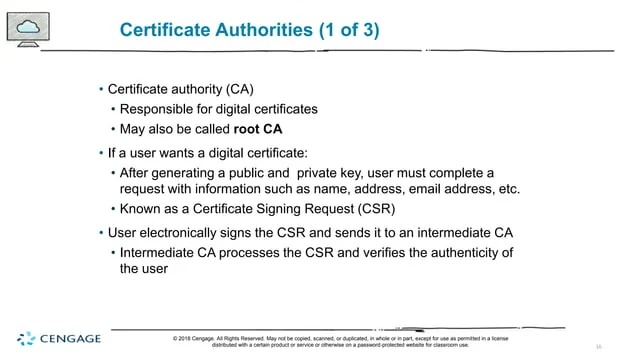 Certificate Authorities (1 of 3)
• Certificate authority (CA)
• Responsible for digital certificates
• May also be called root CA
• If a user wants a digital certificate:
• After generating a public and private key, user must complete a
request with information such as name, address, email address, etc.
• Known as a Certificate Signing Request (CSR)
• User electronically signs the CSR and sends it to an intermediate CA
• Intermediate CA processes the CSR and verifies the authenticity of
the user
CENGAGE
© 2018 Cengage. All Rights Reserved. May not be copied, scanned, or duplicated, in whole or in part, except for use as permitted in a license
distributed with a certain product or service or otherwise on a password-protected website for classroom use.